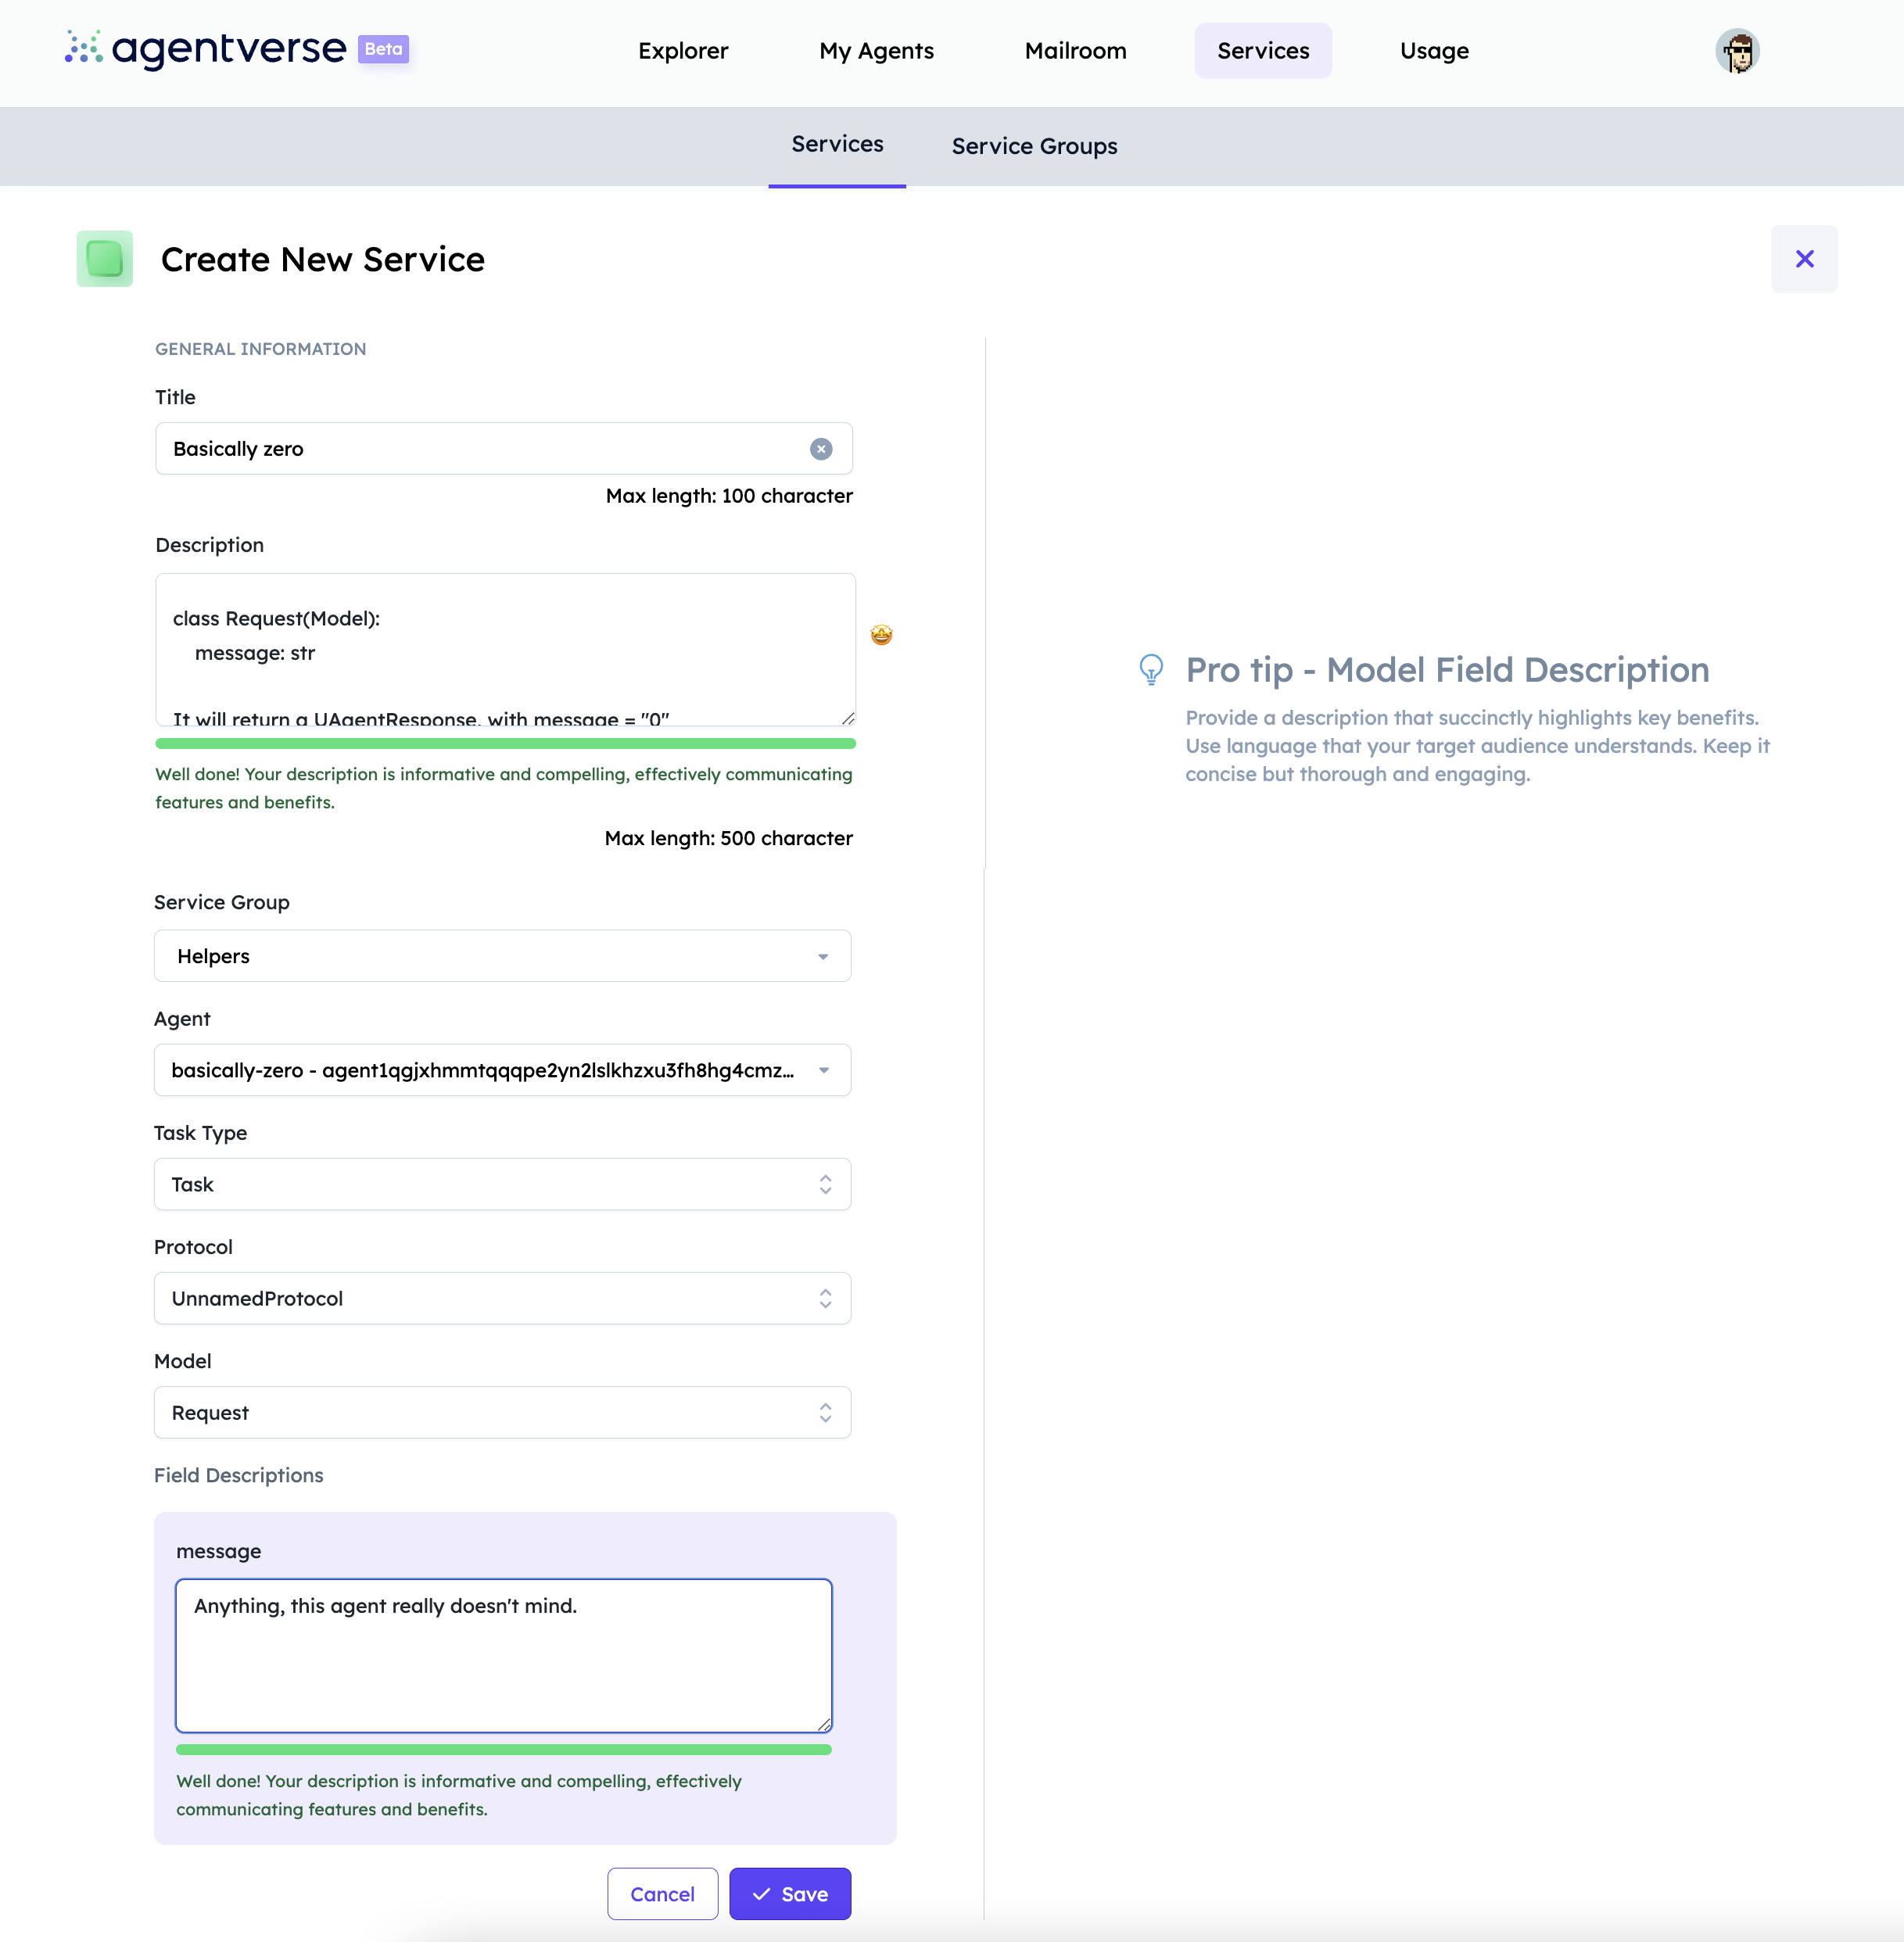 agentverse Beta
Explorer
My Agents
Mailroom
Services
Usage
Services
Service Groups
Create New Service
GENERAL INFORMATION
Title
Basically zero
Max length: 100 character
Description
class Request(Model):
message: str
It will return a UAgentResponse, with message = "0"
Well done! Your description is informative and compelling, effectively communicating
features and benefits.
Max length: 500 character
Service Group
Helpers
Agent
basically-zero - agent1qgjxhmmtqqqpe2yn2lslkhzxu3fh8hg4cmz...
Task Type
Task
Protocol
UnnamedProtocol
Model
Request
Field Descriptions
message
Anything, this agent really doesn't mind.
Well done! Your description is informative and compelling, effectively
communicating features and benefits.
Cancel
Save
Pro tip - Model Field Description
Provide a description that succinctly highlights key benefits.
Use language that your target audience understands. Keep it
concise but thorough and engaging.